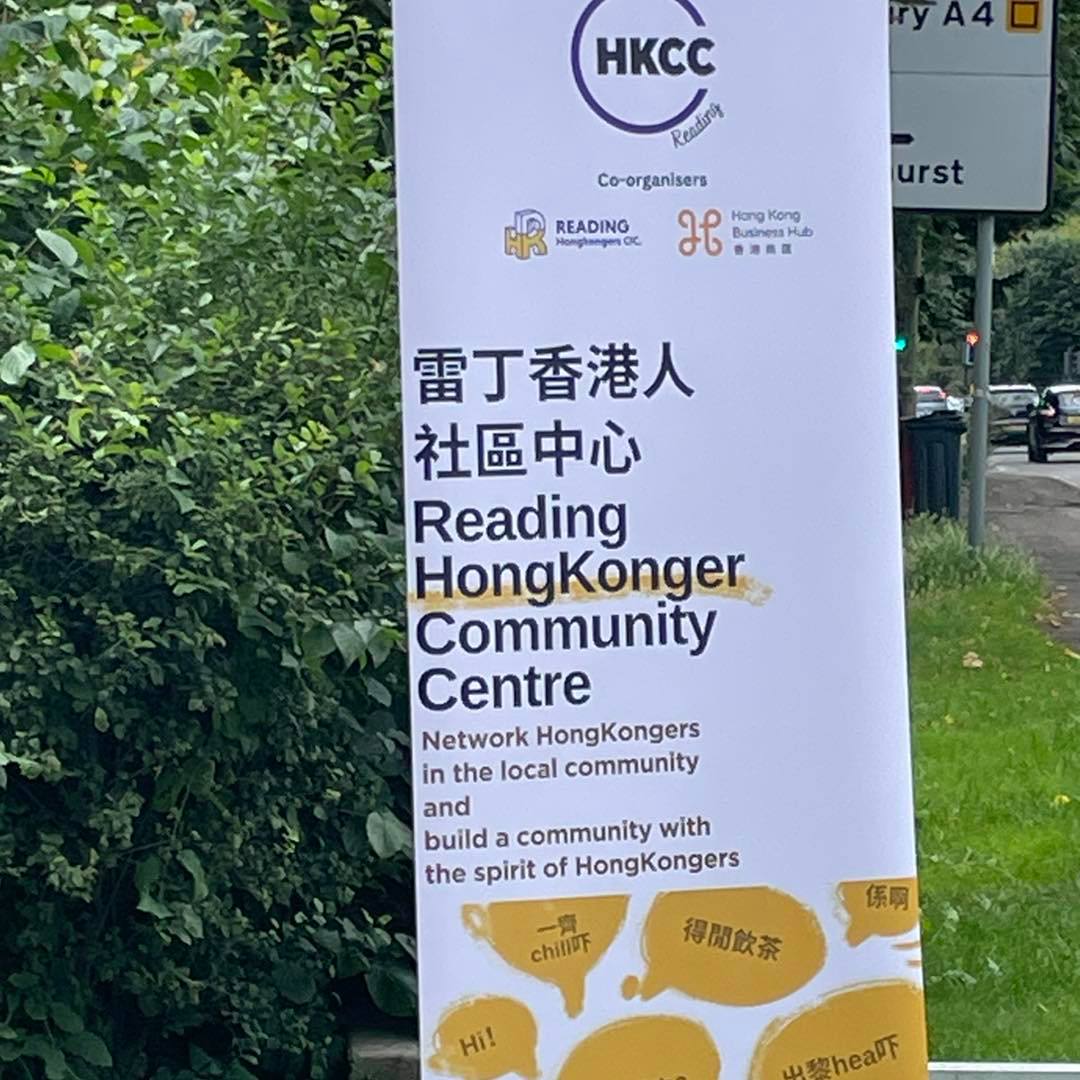 HKCC
Reading
Co-organisers
READING
Hongkongers CIC.
Hong Kong
Business Hub
香港商匯
雷丁香港人
社區中心
Reading
HongKonger
Community
Centre
Network HongKongers
in the local community
and
build a community with
the spirit of HongKongers
一齊
chill吓
得閒飲茶
係啊
Hi!
出黎hea吓
A4